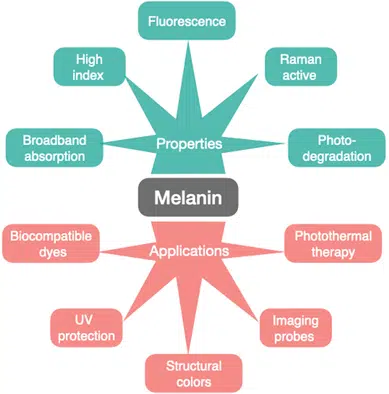 Fluorescence
High
index
Raman
active
Broadband
absorption
Properties
Photo-
degradation
Melanin
Biocompatible
dyes
Applications
Photothermal
therapy
UV
protection
Imaging
probes
Structural
colors